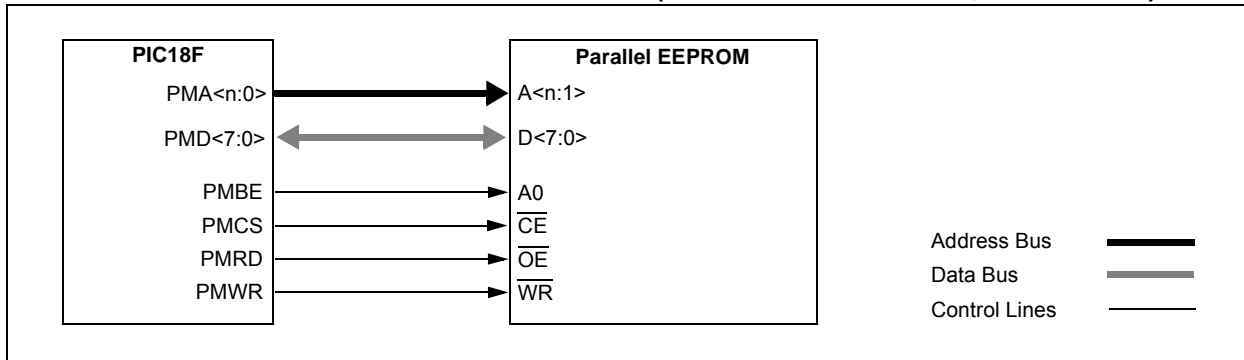 PIC18F
Parallel EEPROM
PMA<n:0>
A<n:1>
PMD<7:0>
D<7:0>
PMBE
A0
PMCS
CE
PMRD
OE
PMWR
WR
Address Bus
Data Bus
Control Lines